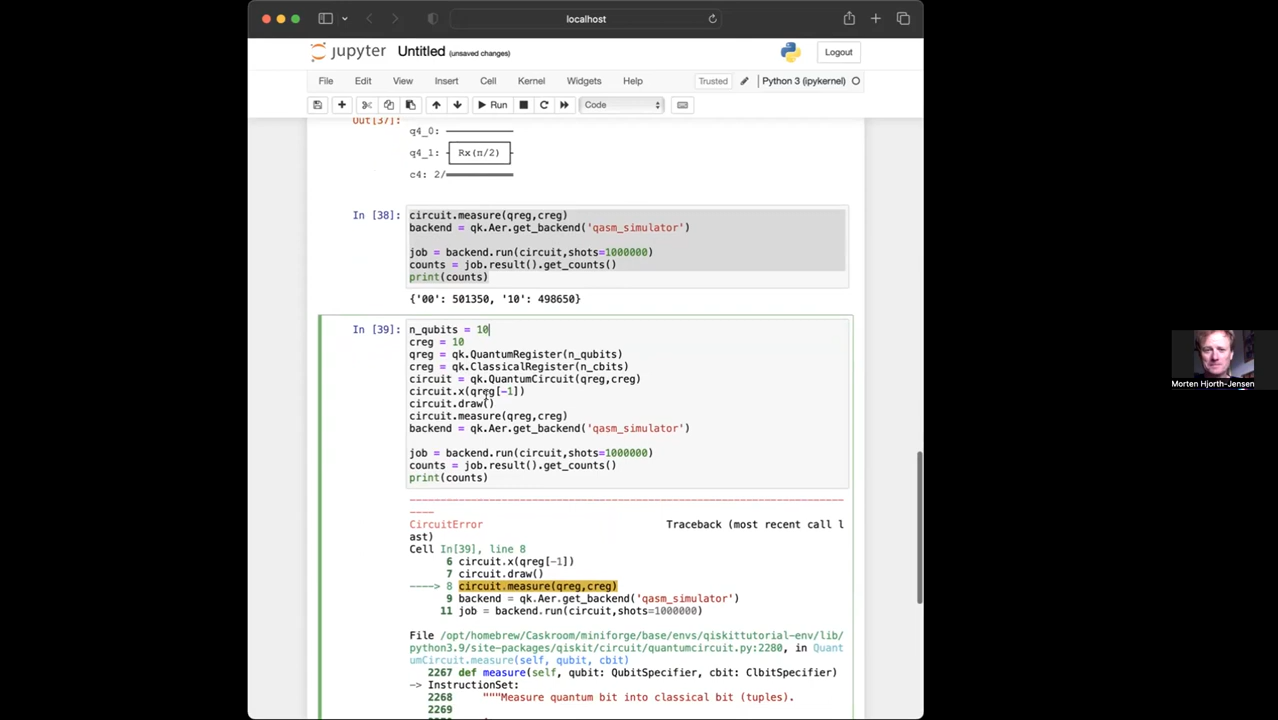 localhost
jupyter Untitled (unsaved changes)
Logout
File Edit View Insert Cell Kernel Widgets Help
Trusted Python 3 (ipykernel)
Run Code
Out[37]:
q4_0:
q4_1: Rx(π/2)
c4: 2/
In [38]: circuit.measure(qreg,creg)
backend = qk.Aer.get_backend('qasm_simulator')
job = backend.run(circuit,shots=1000000)
counts = job.result().get_counts()
print(counts)
{'00': 501350, '10': 498650}
In [39]: n_qubits = 10
creg = 10
qreg = qk.QuantumRegister(n_qubits)
creg = qk.ClassicalRegister(n_cbits)
circuit = qk.QuantumCircuit(qreg,creg)
circuit.x(qreg[-1])
circuit.draw()
circuit.measure(qreg,creg)
backend = qk.Aer.get_backend('qasm_simulator')
job = backend.run(circuit,shots=1000000)
counts = job.result().get_counts()
print(counts)
---------------------------------------------------------------------------
CircuitError Traceback (most recent call l
ast)
Cell In[39], line 8
6 circuit.x(qreg[-1])
7 circuit.draw()
----> 8 circuit.measure(qreg,creg)
9 backend = qk.Aer.get_backend('qasm_simulator')
11 job = backend.run(circuit,shots=1000000)
File /opt/homebrew/Caskroom/miniforge/base/envs/qiskittutorial-env/lib/
python3.9/site-packages/qiskit/circuit/quantumcircuit.py:2280, in Quan
tumCircuit.measure(self, qubit, cbit)
2267 def measure(self, qubit: QubitSpecifier, cbit: ClbitSpecifier)
-> InstructionSet:
2268 """Measure quantum bit into classical bit (tuples).
2269
Morten Hjorth-Jensen